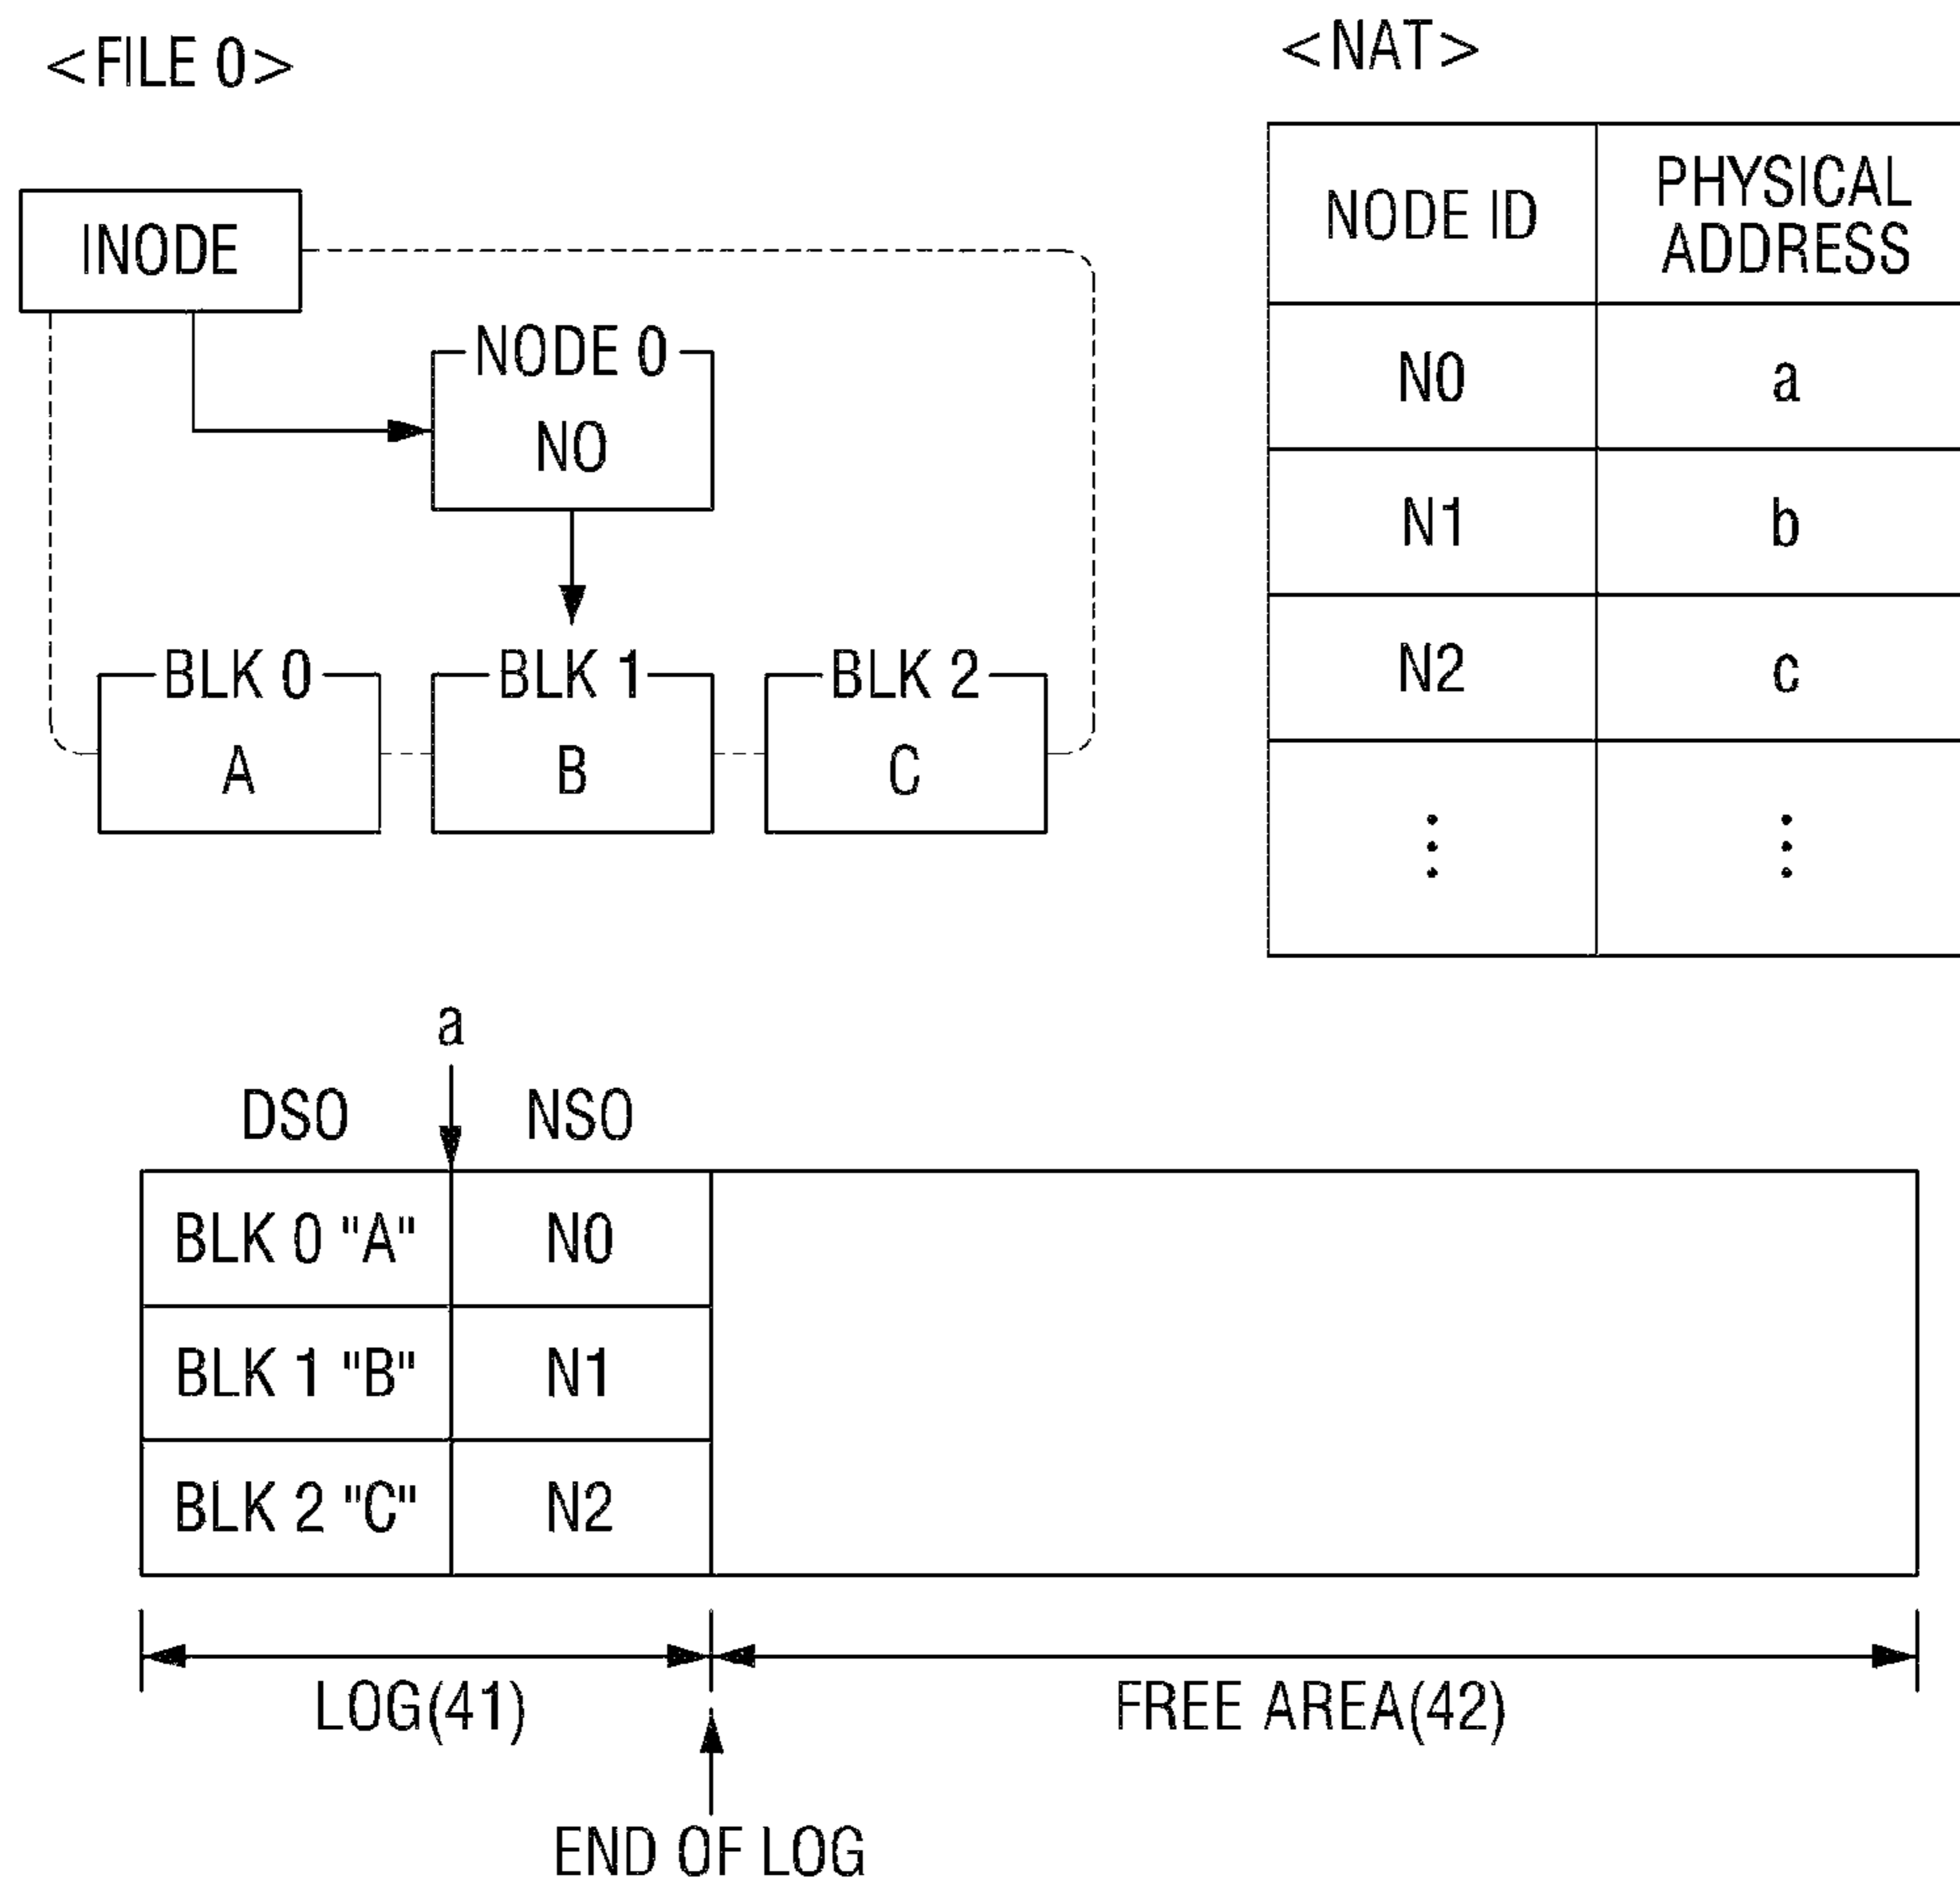 <FILE 0>
INODE
NODE 0
NO
BLK 0
BLK 1
BLK 2
A
B
C
<NAT>
NODE ID
PHYSICAL
ADDRESS
N0
a
N1
b
N2
c
a
DSO
NSO
BLK 0 "A"
N0
BLK 1 "B"
N1
BLK 2 "C"
N2
LOG(41)
FREE AREA(42)
END OF LOG